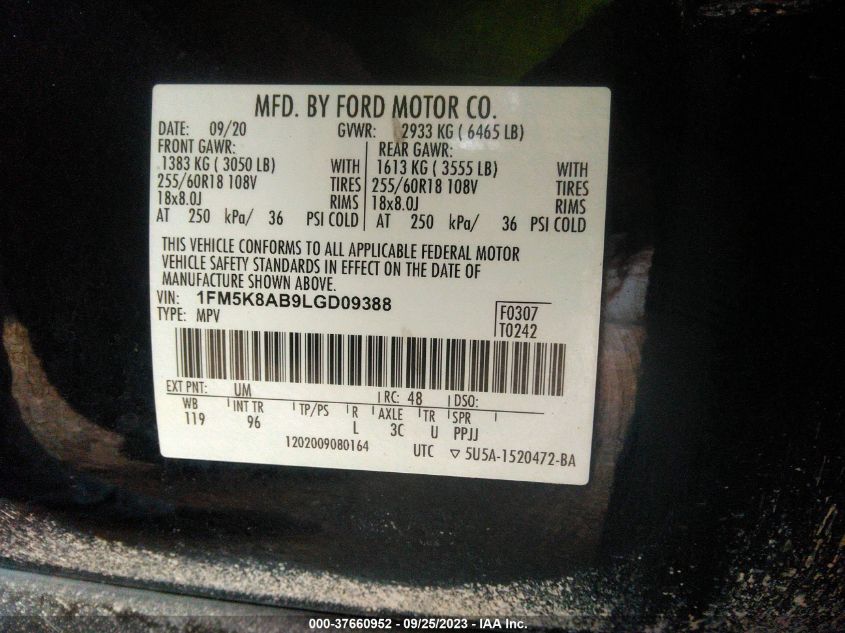 MFD. BY FORD MOTOR CO.
DATE: 09/20 GVWR: 2933 KG ( 6465 LB)
FRONT GAWR: REAR GAWR:
1383 KG ( 3050 LB) WITH 1613 KG ( 3555 LB) WITH
255/60R18 108V TIRES 255/60R18 108V TIRES
18x8.0J RIMS 18x8.0J RIMS
AT 250 kPa/ 36 PSI COLD AT 250 kPa/ 36 PSI COLD
THIS VEHICLE CONFORMS TO ALL APPLICABLE FEDERAL MOTOR
VEHICLE SAFETY STANDARDS IN EFFECT ON THE DATE OF
MANUFACTURE SHOWN ABOVE.
VIN: 1FM5K8AB9LGD09388 F0307
TYPE: MPV T0242
EXT PNT: UM RC: 48 DSO:
WB INT TR TP/PS R AXLE TR SPR
119 96 L 3C U PPJJ
1202009080164 UTC ▽ 5U5A-1520472-BA
000-37660952 / 09/25/2023 - IAA Inc.